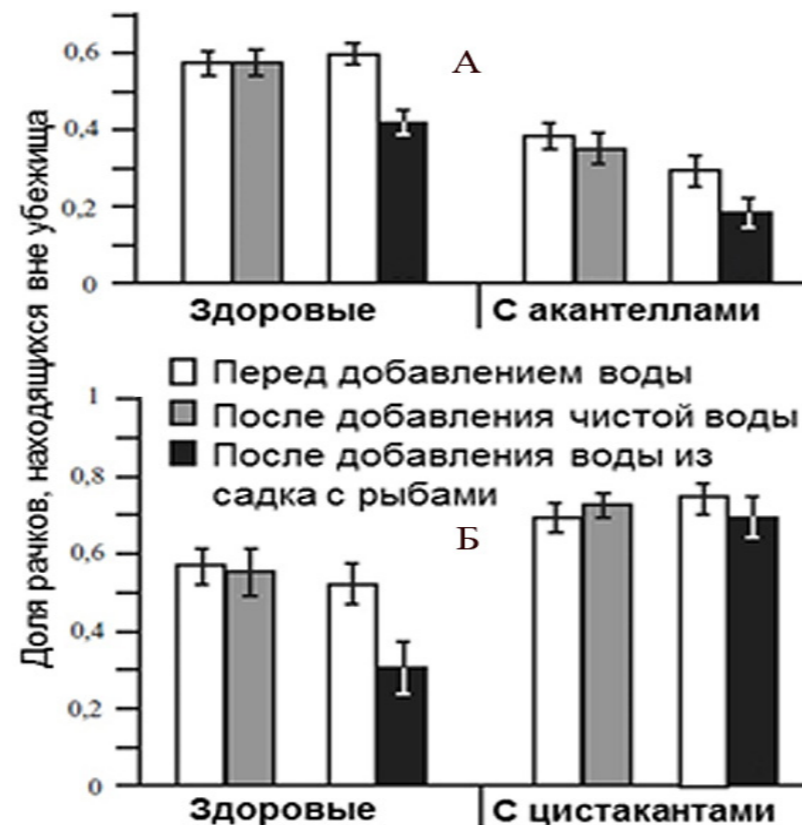 Доля рачков, находящихся вне убежища
0,6
А
0,4
0,2
0
Здоровые
С акантеллами
1
Перед добавлением воды
После добавления чистой воды
После добавления воды из
садка с рыбами
0,8
Б
0,6
0,4
0,2
0
Здоровые
С цистакантами